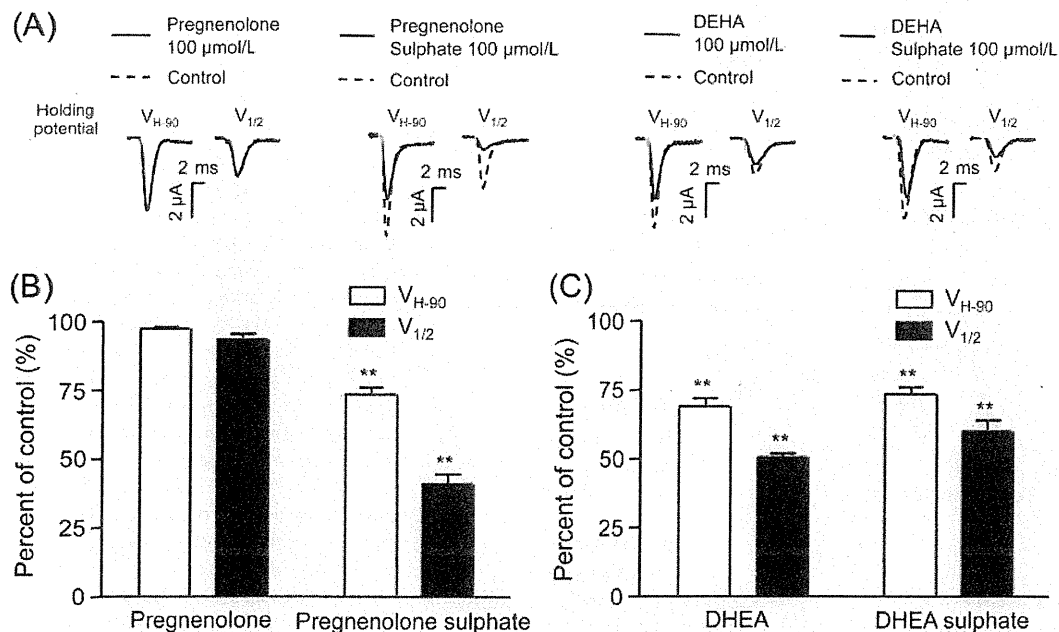 (A)
Pregnenolone
100 µmol/L
Control
Pregnenolone
Sulphate 100 µmol/L
Control
DEHA
100 µmol/L
Control
DEHA
Sulphate 100 µmol/L
Control
Holding
potential
VH-90
V1/2
2 ms
2 µA
VH-90
V1/2
2 ms
2 µA
VH-90
V1/2
2 ms
2 µA
VH-90
V1/2
2 ms
2 µA
(B)
VH-90
V1/2
Percent of control (%)
100
75
50
25
0
**
**
Pregnenolone
Pregnenolone sulphate
(C)
VH-90
V1/2
Percent of control (%)
100
75
50
25
0
**
**
**
**
DHEA
DHEA sulphate